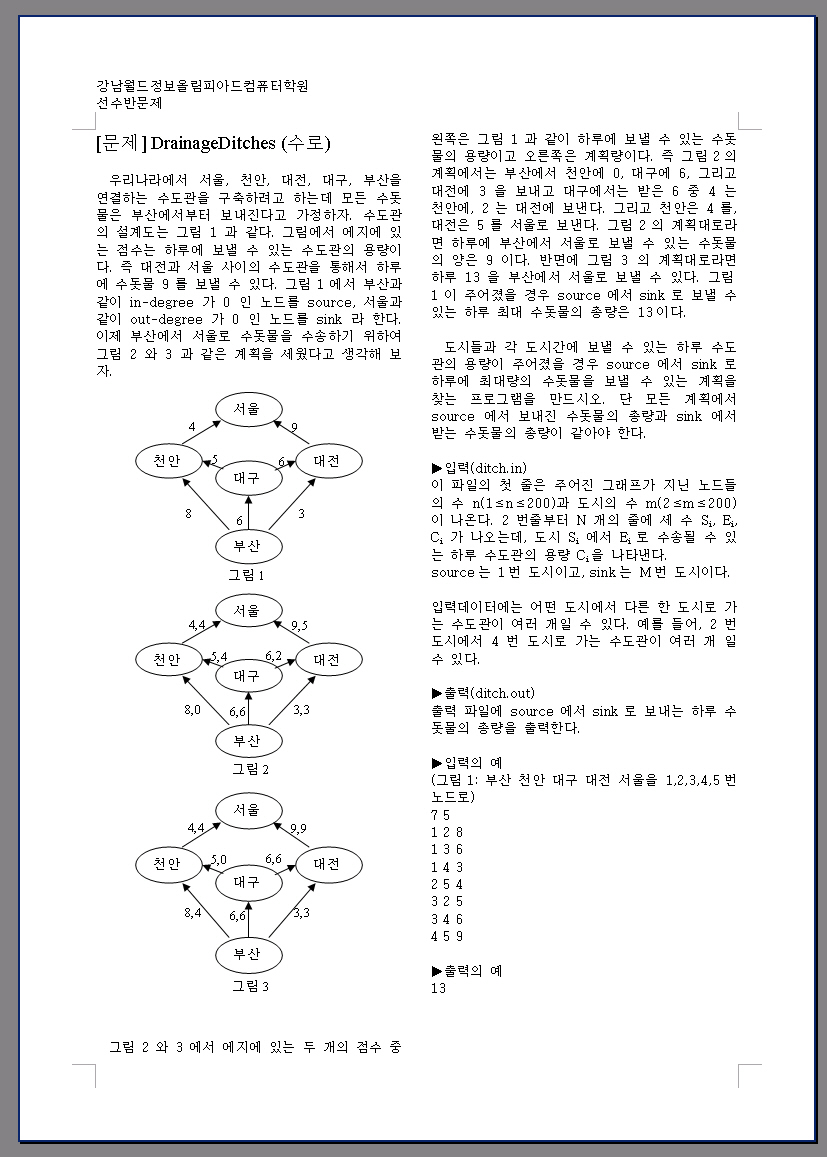 강남월드정보올림피아드컴퓨터학원
선수반문제
[문제] DrainageDitches (수로)
우리나라에서 서울, 천안, 대전, 대구, 부산을
연결하는 수도관을 구축하려고 하는데 모든 수돗
물은 부산에서부터 보내진다고 가정하자. 수도관
의 설계도는 그림 1 과 같다. 그림에서 에지에 있
는 점수는 하루에 보낼 수 있는 수도관의 용량이
다. 즉 대전과 서울 사이의 수도관을 통해서 하루
에 수돗물 9 를 보낼 수 있다. 그림 1 에서 부산과
같이 in-degree 가 0 인 노드를 source, 서울과
같이 out-degree 가 0 인 노드를 sink 라 한다.
이제 부산에서 서울로 수돗물을 수송하기 위하여
그림 2 와 3 과 같은 계획을 세웠다고 생각해 보
자.
서울
4 9
천안 5 6 대전
대구
8 6 3
부산
그림 1
서울
4,4 9,5
천안 5,4 6,2 대전
대구
8,0 6,6 3,3
부산
그림 2
서울
4,4 9,9
천안 5,0 6,6 대전
대구
8,4 6,6 3,3
부산
그림 3
그림 2 와 3 에서 에지에 있는 두 개의 점수 중
왼쪽은 그림 1 과 같이 하루에 보낼 수 있는 수돗
물의 용량이고 오른쪽은 계획량이다. 즉 그림 2 의
계획에서는 부산에서 천안에 0, 대구에 6, 그리고
대전에 3 을 보내고 대구에서는 받은 6 중 4 는
천안에, 2 는 대전에 보낸다. 그리고 천안은 4 를,
대전은 5 를 서울로 보낸다. 그림 2 의 계획대로라
면 하루에 부산에서 서울로 보낼 수 있는 수돗물
의 양은 9 이다. 반면에 그림 3 의 계획대로라면
하루 13 을 부산에서 서울로 보낼 수 있다. 그림
1 이 주어졌을 경우 source 에서 sink 로 보낼 수
있는 하루 최대 수돗물의 총량은 13이다.
도시들과 각 도시간에 보낼 수 있는 하루 수도
관의 용량이 주어졌을 경우 source 에서 sink 로
하루에 최대량의 수돗물을 보낼 수 있는 계획을
찾는 프로그램을 만드시오. 단 모든 계획에서
source 에서 보내진 수돗물의 총량과 sink 에서
받는 수돗물의 총량이 같아야 한다.
▶입력(ditch.in)
이 파일의 첫 줄은 주어진 그래프가 지닌 노드들
의 수 n(1≤n≤200)과 도시의 수 m(2≤m≤200)
이 나온다. 2 번줄부터 N 개의 줄에 세 수 Si, Ei,
Ci 가 나오는데, 도시 Si 에서 Ei 로 수송될 수 있
는 하루 수도관의 용량 Ci을 나타낸다.
source 는 1 번 도시이고, sink 는 M번 도시이다.
입력데이터에는 어떤 도시에서 다른 한 도시로 가
는 수도관이 여러 개일 수 있다. 예를 들어, 2 번
도시에서 4 번 도시로 가는 수도관이 여러 개 일
수 있다.
▶출력(ditch.out)
출력 파일에 source 에서 sink 로 보내는 하루 수
돗물의 총량을 출력한다.
▶입력의 예
(그림 1: 부산 천안 대구 대전 서울을 1,2,3,4,5 번
노드로)
7 5
1 2 8
1 3 6
1 4 3
2 5 4
3 2 5
3 4 6
4 5 9
▶출력의 예
13